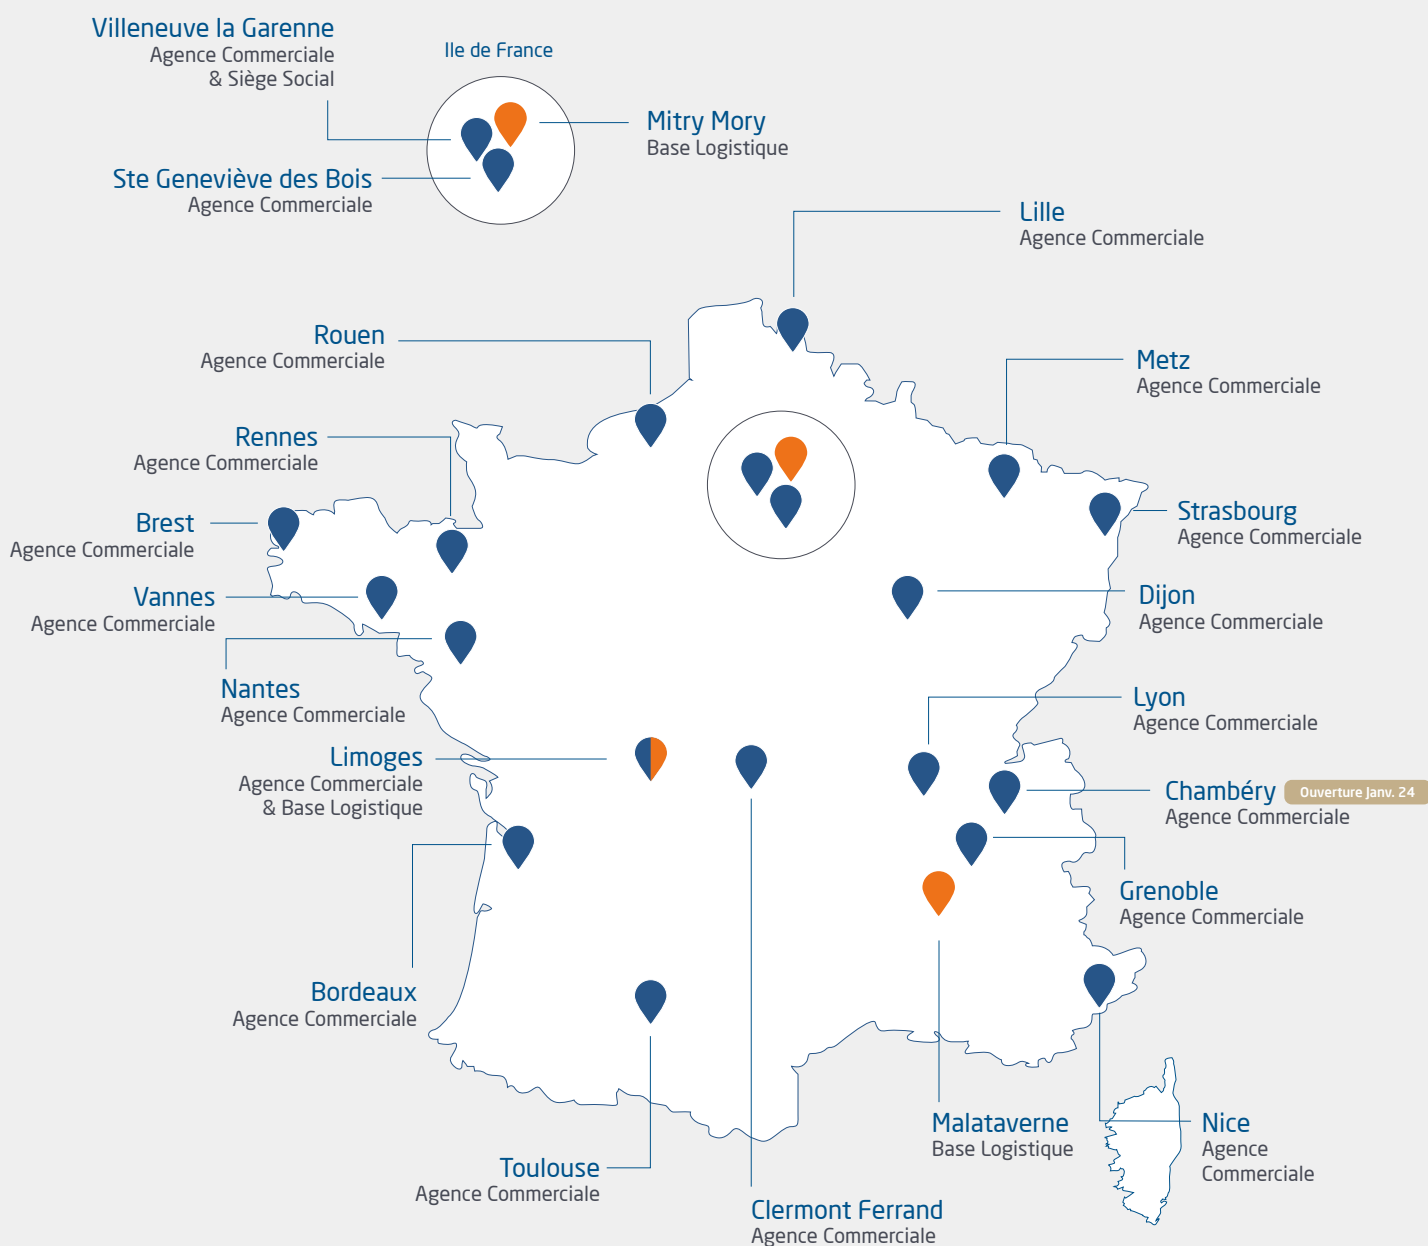 Villeneuve la Garenne
Agence Commerciale
& Siège Social
Ile de France
Mitry Mory
Base Logistique
Ste Geneviève des Bois
Agence Commerciale
Lille
Agence Commerciale
Rouen
Agence Commerciale
Metz
Agence Commerciale
Rennes
Agence Commerciale
Strasbourg
Agence Commerciale
Brest
Agence Commerciale
Vannes
Agence Commerciale
Dijon
Agence Commerciale
Nantes
Agence Commerciale
Lyon
Agence Commerciale
Limoges
Agence Commerciale
& Base Logistique
Chambéry
Ouverture Janv. 24
Agence Commerciale
Grenoble
Agence Commerciale
Bordeaux
Agence Commerciale
Malataverne
Base Logistique
Nice
Agence
Commerciale
Toulouse
Agence Commerciale
Clermont Ferrand
Agence Commerciale